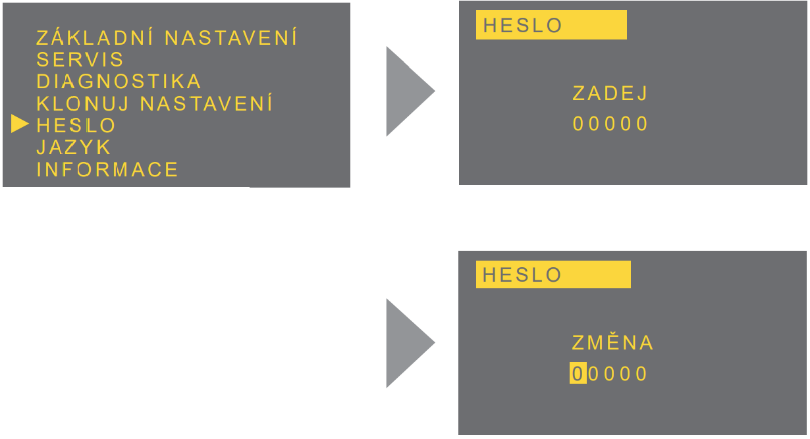 ZÁKLADNÍ NASTAVENÍ
SERVIS
DIAGNOSTIKA
KLONUJ NASTAVENÍ
HESLO
JAZYK
INFORMACE
HESLO
ZADEJ
00000
HESLO
ZMĚNA
00000